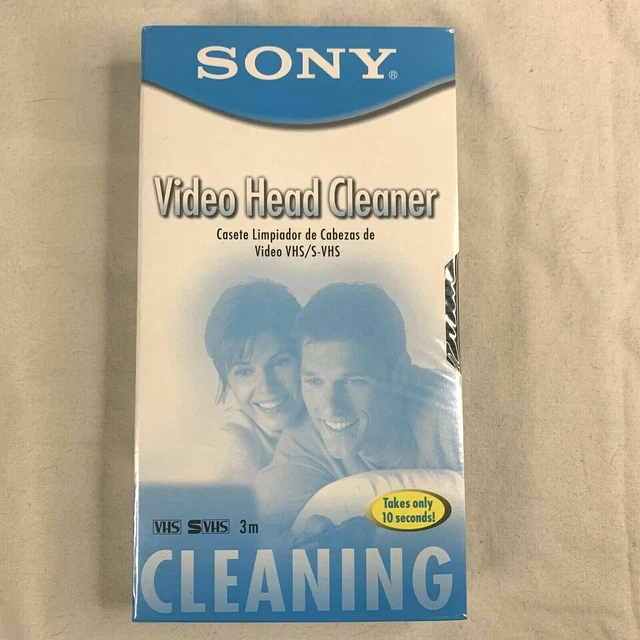 SONY®
Video Head Cleaner
Casete Limpiador de Cabezas de
Video VHS/S-VHS
Takes only
10 seconds!
VHS SVHS 3m
CLEANING